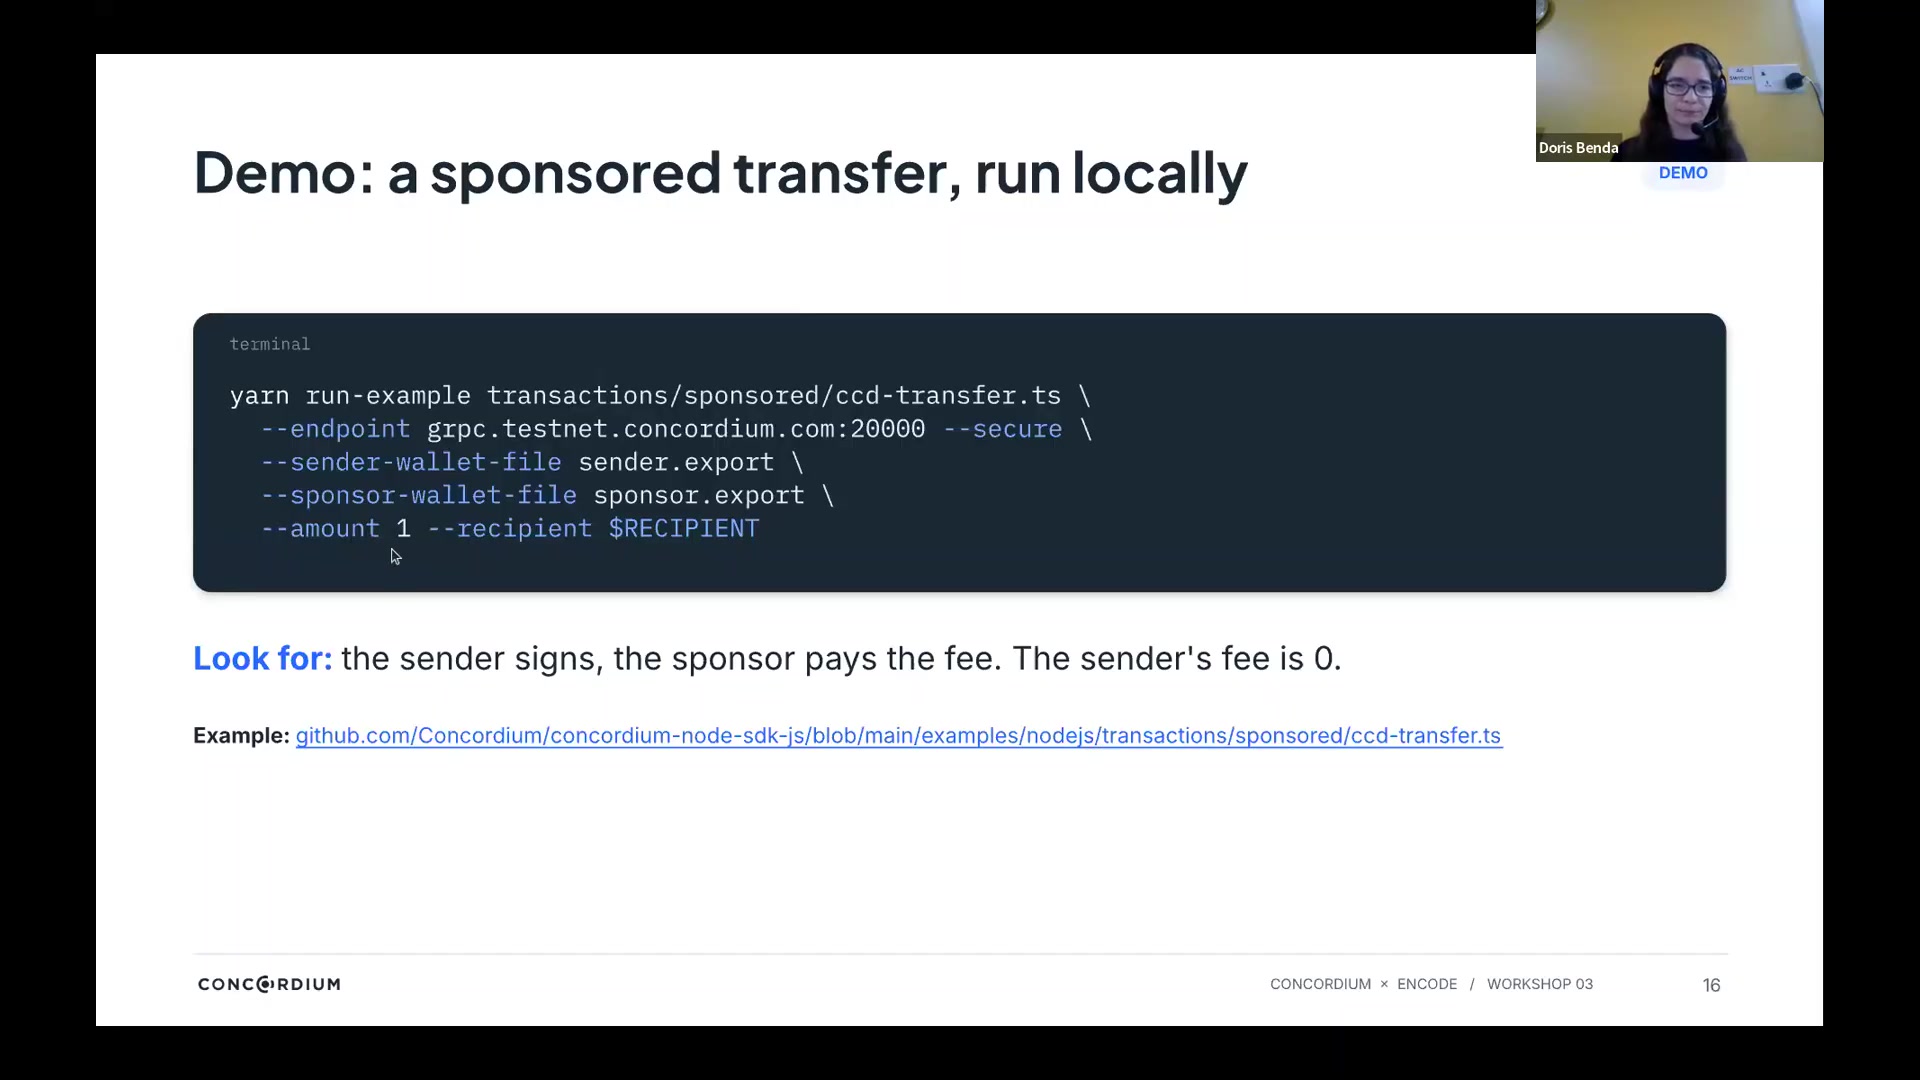 Demo: a sponsored transfer, run locally
AC
SWITCH
Doris Benda
DEMO
terminal
yarn run-example transactions/sponsored/ccd-transfer.ts \
--endpoint grpc.testnet.concordium.com:20000 --secure \
--sender-wallet-file sender.export \
--sponsor-wallet-file sponsor.export \
--amount 1 --recipient $RECIPIENT
Look for: the sender signs, the sponsor pays the fee. The sender's fee is 0.
Example: github.com/Concordium/concordium-node-sdk-js/blob/main/examples/nodejs/transactions/sponsored/ccd-transfer.ts
CONCORDIUM
CONCORDIUM × ENCODE / WORKSHOP 03
16